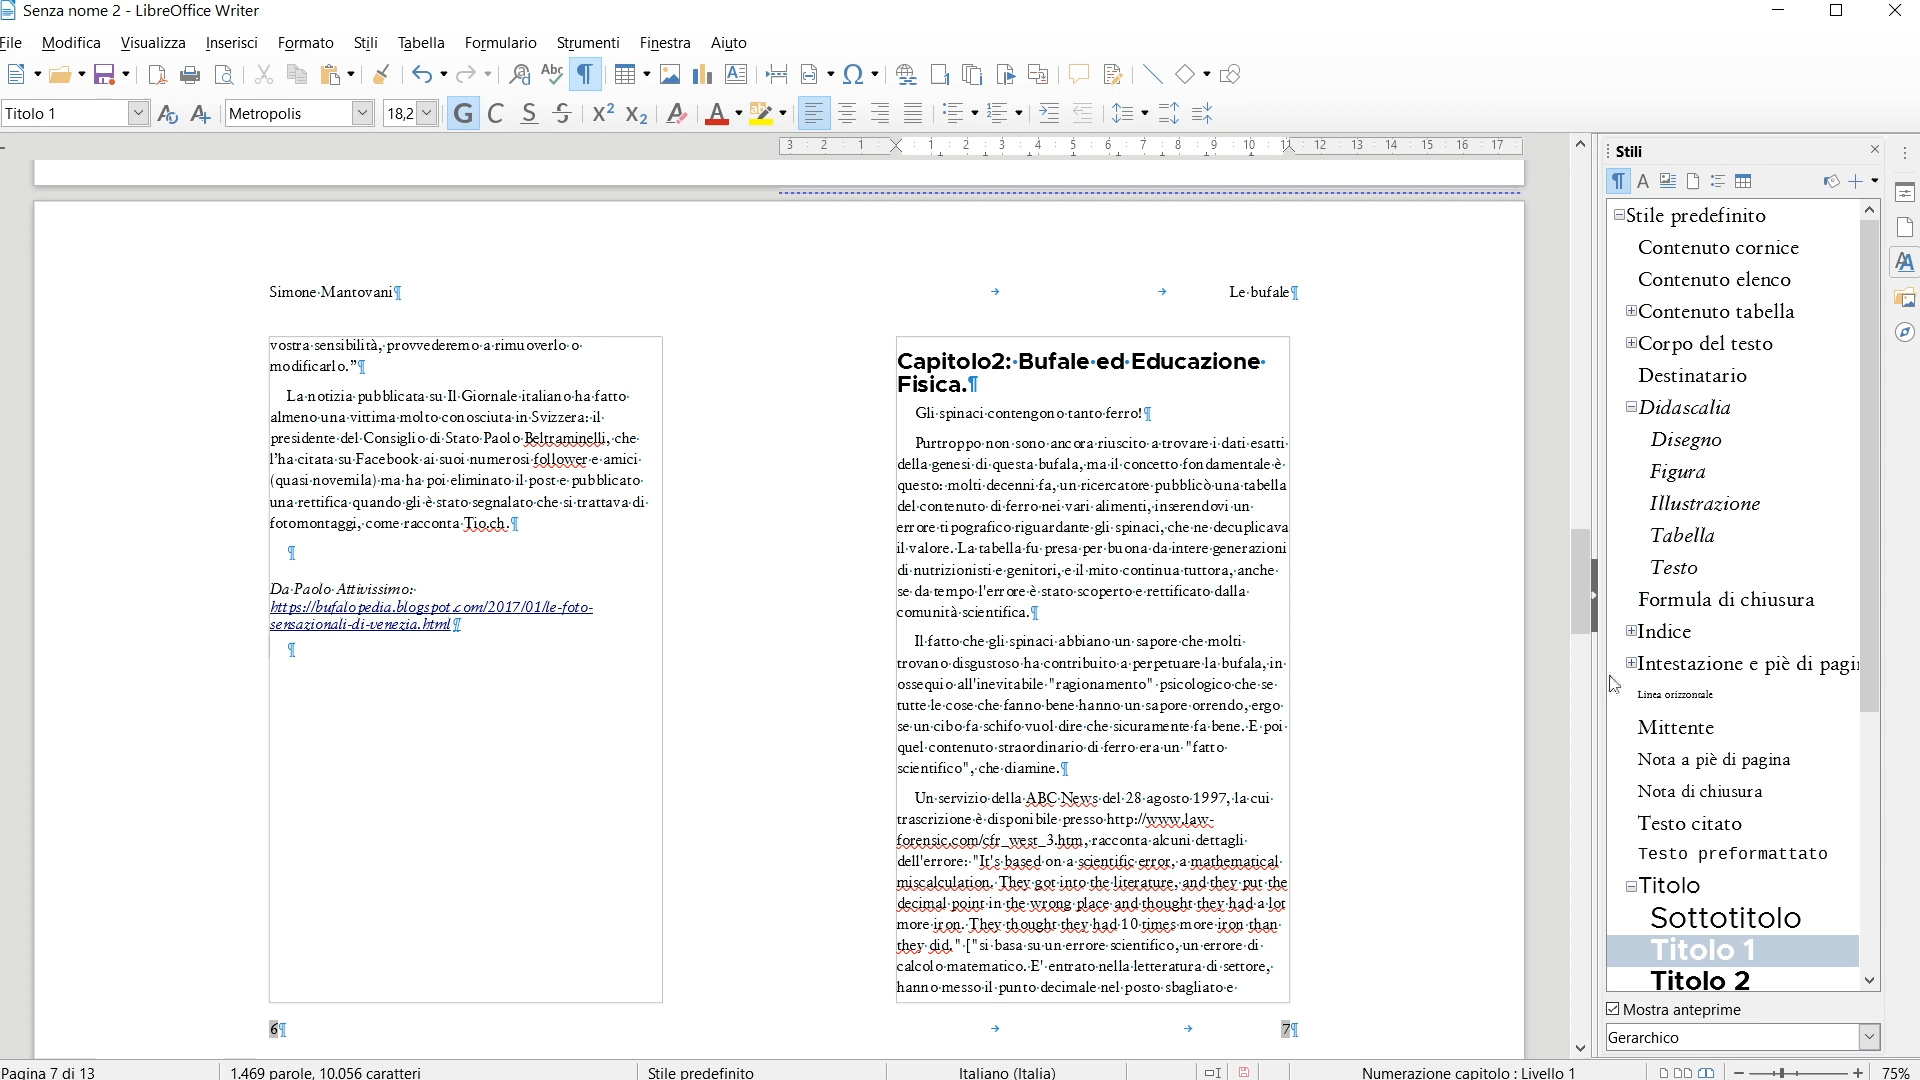 Senza nome 2 - LibreOffice Writer
File Modifica Visualizza Inserisci Formato Stili Tabella Formulario Strumenti Finestra Aiuto
Titolo 1 Metropolis 18,2 G C S
3 2 1 1 2 3 4 5 6 7 8 9 10 11 12 13 14 15 16 17
Simone Mantovani¶
vostra sensibilità, provvederemo a rimuoverlo o
modificarlo.”¶
La notizia pubblicata su Il Giornale italiano ha fatto
almeno una vittima molto conosciuta in Svizzera: il
presidente del Consiglio di Stato Paolo Beltraminelli, che
l’ha citata su Facebook ai suoi numerosi follower e amici
(quasi novemila) ma ha poi eliminato il post e pubblicato
una rettifica quando gli è stato segnalato che si trattava di
fotomontaggi, come racconta Tio.ch.¶
¶
Da Paolo Attivissimo:
https://bufalopedia.blogspot.com/2017/01/le-foto-
sensazionali-di-venezia.html¶
¶
6¶
Le bufale¶
Capitolo2: Bufale ed Educazione
Fisica.¶
Gli spinaci contengono tanto ferro!¶
Purtroppo non sono ancora riuscito a trovare i dati esatti
della genesi di questa bufala, ma il concetto fondamentale è
questo: molti decenni fa, un ricercatore pubblicò una tabella
del contenuto di ferro nei vari alimenti, inserendovi un
errore tipografico riguardante gli spinaci, che ne decuplicava
il valore. La tabella fu presa per buona da intere generazioni
di nutrizionisti e genitori, e il mito continua tuttora, anche
se da tempo l'errore è stato scoperto e rettificato dalla
comunità scientifica.¶
Il fatto che gli spinaci abbiano un sapore che molti
trovano disgustoso ha contribuito a perpetuare la bufala, in
ossequio all'inevitabile "ragionamento" psicologico che se
tutte le cose che fanno bene hanno un sapore orrendo, ergo
se un cibo fa schifo vuol dire che sicuramente fa bene. E poi
quel contenuto straordinario di ferro era un "fatto
scientifico", che diamine.¶
Un servizio della ABC News del 28 agosto 1997, la cui
trascrizione è disponibile presso http://www.law-
forensic.com/cfr_west_3.htm, racconta alcuni dettagli
dell'errore: "It's based on a scientific error, a mathematical
miscalculation. They got into the literature, and they put the
decimal point in the wrong place and thought they had a lot
more iron. They thought they had 10 times more iron than
they did." ["si basa su un errore scientifico, un errore di
calcolo matematico. E' entrato nella letteratura di settore,
hanno messo il punto decimale nel posto sbagliato e
7¶
Stili
Stile predefinito
Contenuto cornice
Contenuto elenco
Contenuto tabella
Corpo del testo
Destinatario
Didascalia
Disegno
Figura
Illustrazione
Tabella
Testo
Formula di chiusura
Indice
Intestazione e piè di pagi
Linea orizzontale
Mittente
Nota a piè di pagina
Nota di chiusura
Testo citato
Testo preformattato
Titolo
Sottotitolo
Titolo 1
Titolo 2
Mostra anteprime
Gerarchico
Pagina 7 di 13 1.469 parole, 10.056 caratteri Stile predefinito Italiano (Italia) Numerazione capitolo : Livello 1 75%